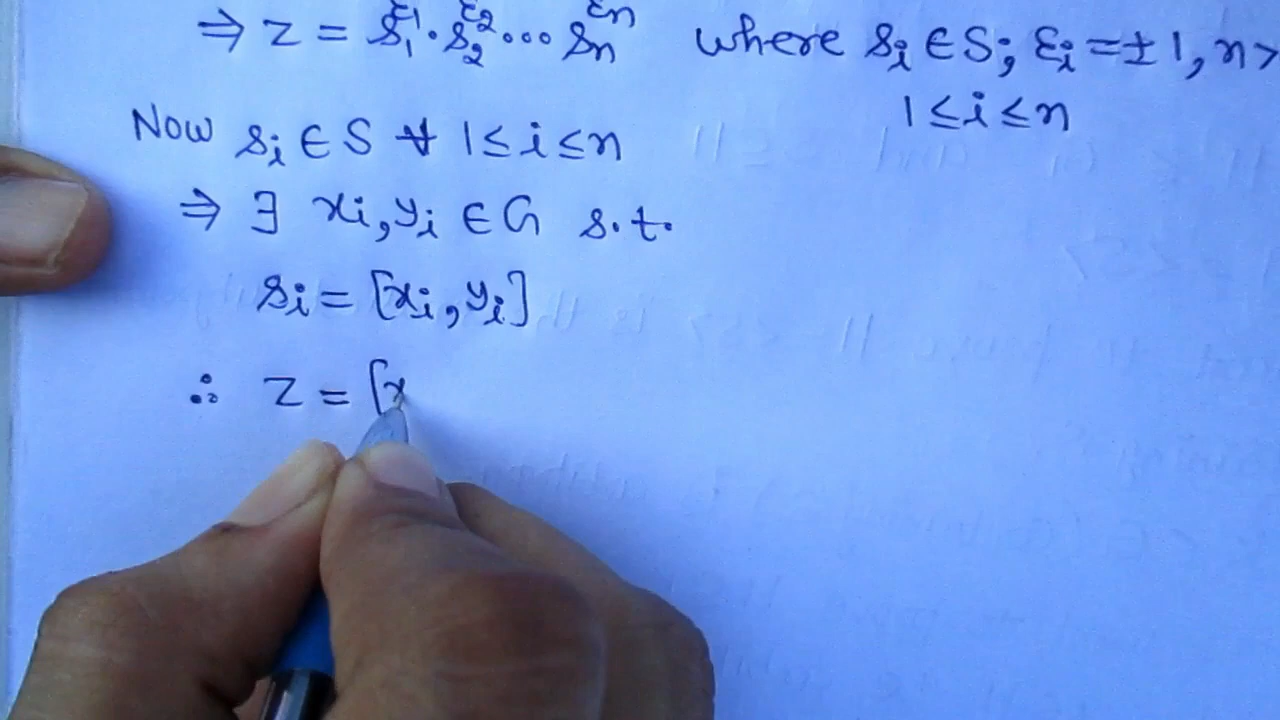 ⇒ z = s₁^ε₁ · s₂^ε₂ ... sₙ^εₙ where sᵢ ∈ S; εᵢ = ±1, n >
1 ≤ i ≤ n
Now sᵢ ∈ S ∀ 1 ≤ i ≤ n
⇒ ∃ xᵢ, yᵢ ∈ G s.t.
sᵢ = [xᵢ, yᵢ]
∴ z = [x